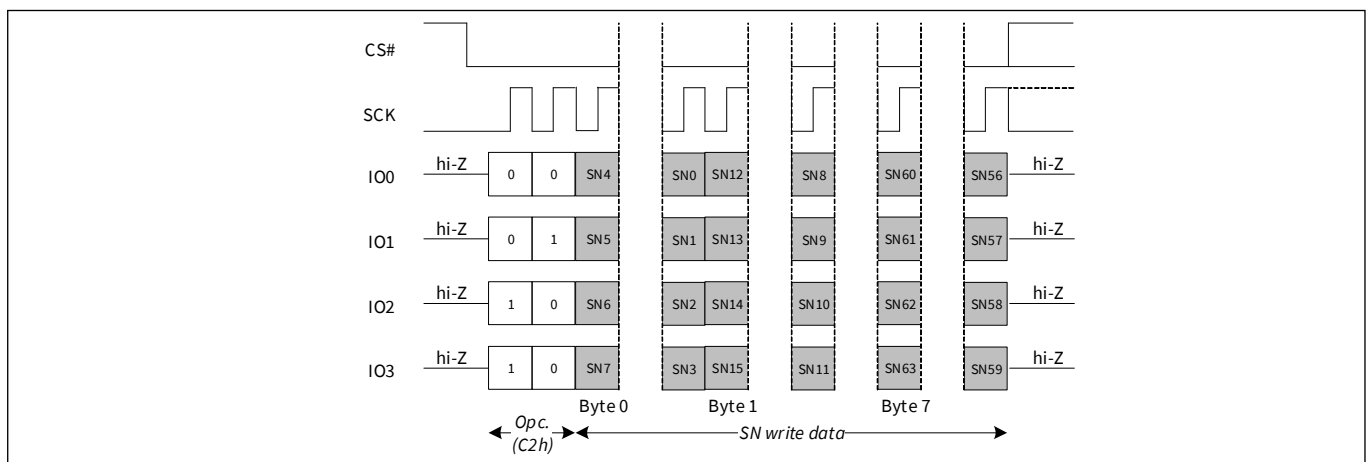 CS#
SCK
IO0 hi-Z 0 0 SN4 SN0 SN12 SN8 SN60 SN56 hi-Z
IO1 hi-Z 0 1 SN5 SN1 SN13 SN9 SN61 SN57 hi-Z
IO2 hi-Z 1 0 SN6 SN2 SN14 SN10 SN62 SN58 hi-Z
IO3 hi-Z 1 0 SN7 SN3 SN15 SN11 SN63 SN59 hi-Z
Byte 0 Byte 1 Byte 7
Opc.
(C2h)
SN write data